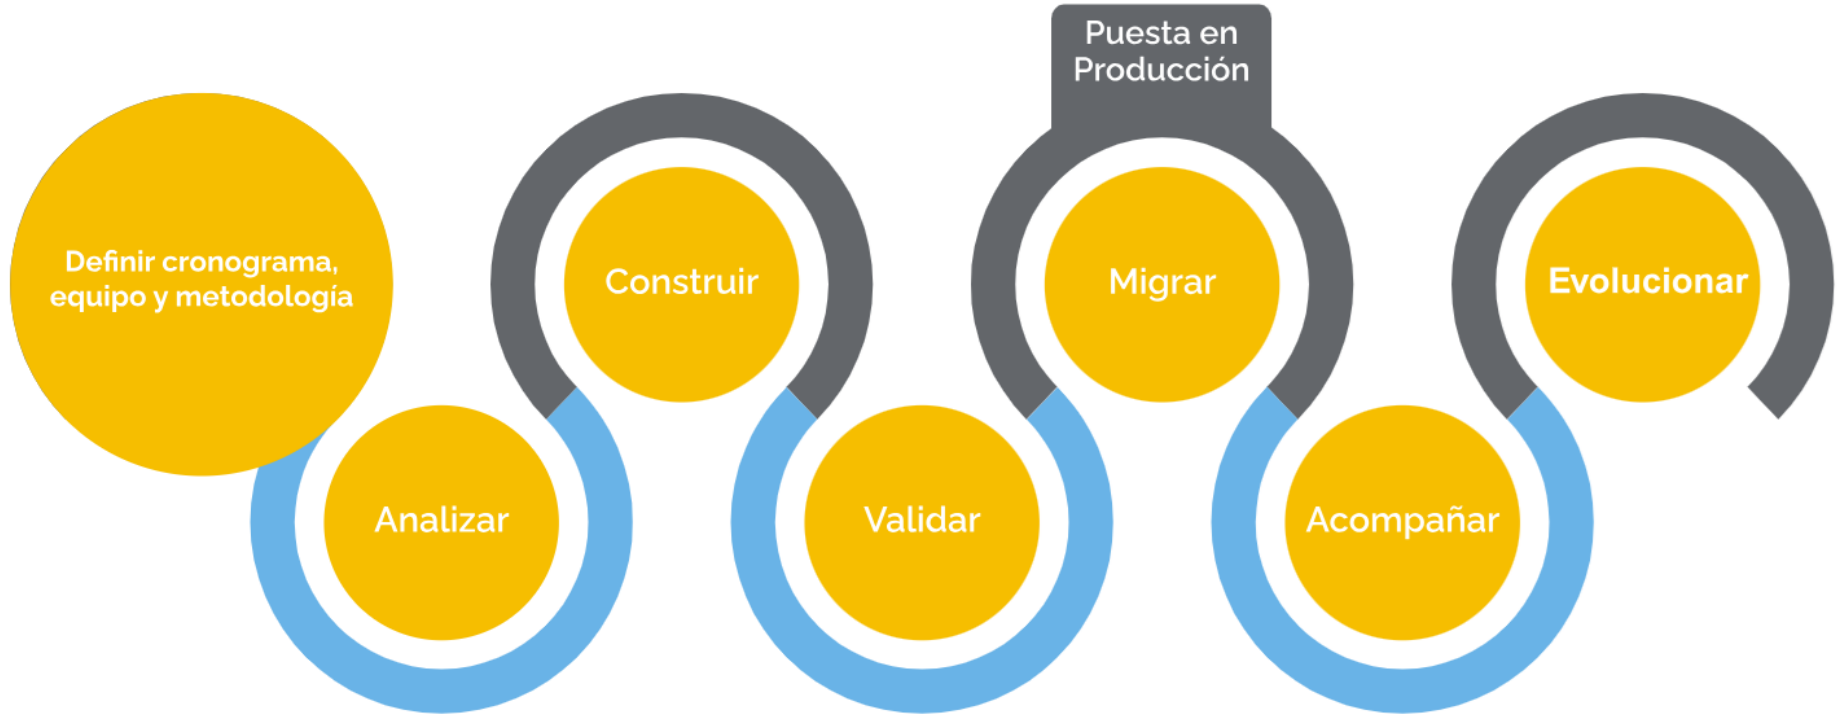 Definir cronograma,
equipo y metodología
Analizar
Construir
Validar
Puesta en
Producción
Migrar
Acompañar
Evolucionar